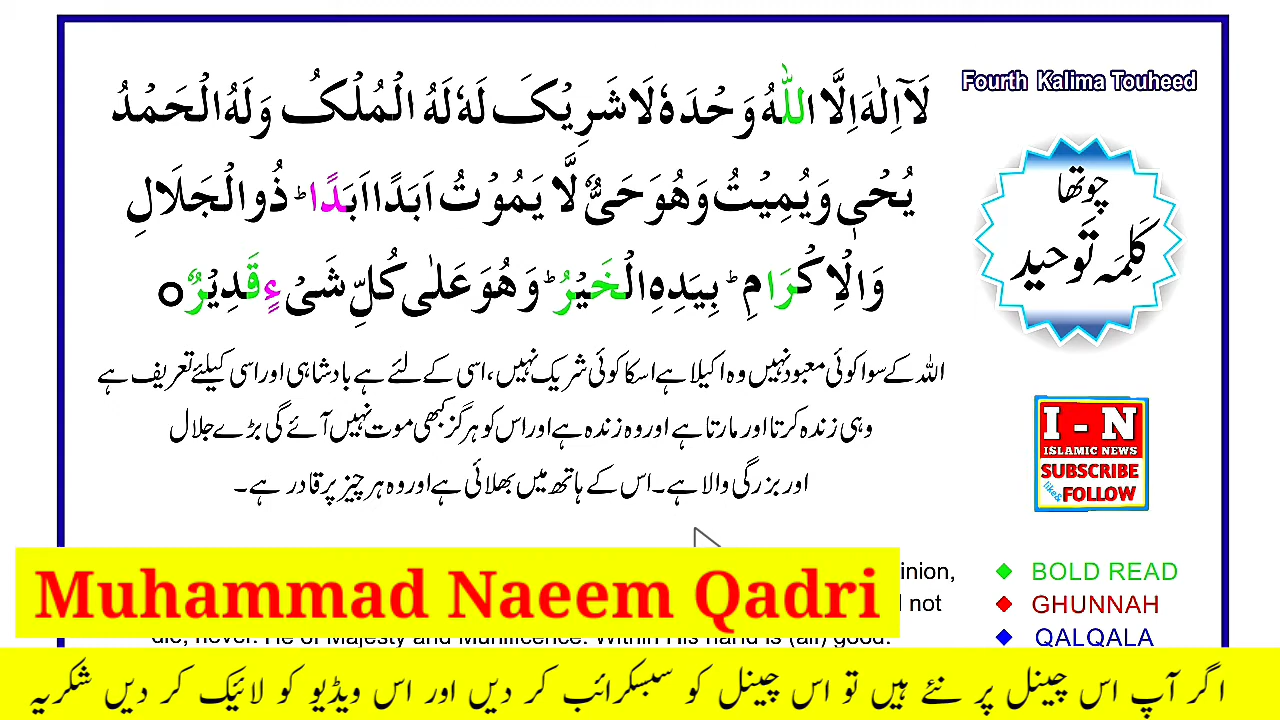 Fourth Kalima Touheed
لَآ اِلٰهَ اِلَّا اللّٰهُ وَحْدَهٗ لَا شَرِيْكَ لَهٗ لَهُ الْمُلْكُ وَلَهُ الْحَمْدُ
يُحْىٖ وَيُمِيْتُ وَهُوَ حَىٌّ لَّا يَمُوْتُ اَبَدًا اَبَدًاؕ ذُو الْجَلَالِ
وَالْاِكْرَامِؕ بِيَدِهِ الْخَيْرُؕ وَهُوَ عَلٰى كُلِّ شَىْءٍ قَدِيْرٌ○
چوتھا
کَلِمَہ تَوحید
اللہ کے سوا کوئی معبود نہیں وہ اکیلا ہے اسکا کوئی شریک نہیں، اسی کے لئے ہے بادشاہی اور اسی کیلئے تعریف ہے
وہی زندہ کرتا اور مارتا ہے اور وہ زندہ ہے اور اس کو ہرگز کبھی موت نہیں آئے گی بڑے جلال
اور بزرگی والا ہے۔ اس کے ہاتھ میں بھلائی ہے اور وہ ہر چیز پر قادر ہے۔
I - N
ISLAMIC NEWS
SUBSCRIBE
like& FOLLOW
inion,
not
die, never. He of Majesty and Munificence. Within His hand is (all) good.
Muhammad Naeem Qadri
BOLD READ
GHUNNAH
QALQALA
اگر آپ اس چینل پر نئے ہیں تو اس چینل کو سبسکرائب کر دیں اور اس ویڈیو کو لائیک کر دیں شکریہ